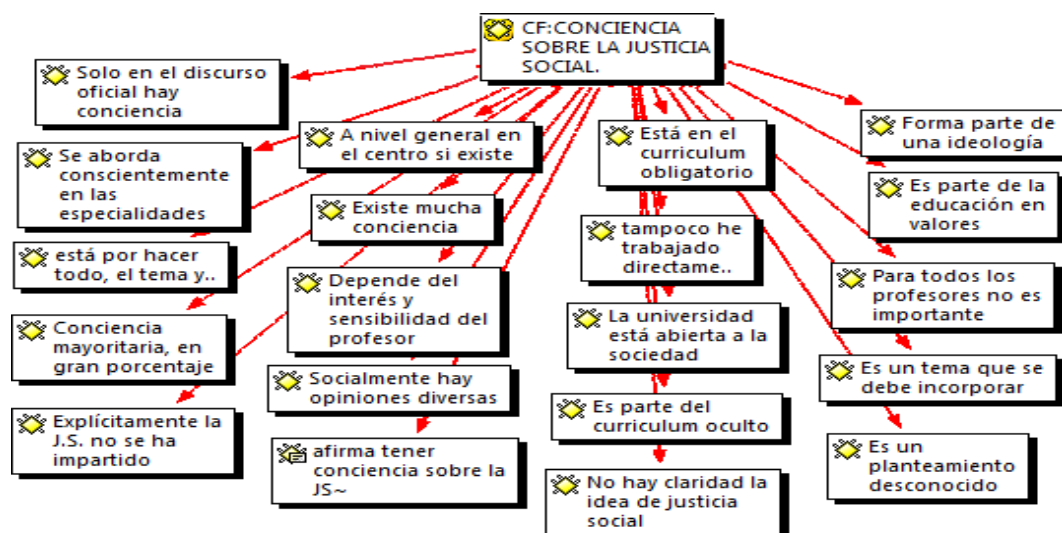 CF:CONCIENCIA
SOBRE LA JUSTICIA
SOCIAL.
Solo en el discurso
oficial hay
conciencia
Se aborda
conscientemente
en las
especialidades
está por hacer
todo, el tema y..
Conciencia
mayoritaria, en
gran porcentaje
Explícitamente la
J.S. no se ha
impartido
A nivel general en
el centro si existe
Existe mucha
conciencia
Depende del
interés y
sensibilidad del
profesor
Socialmente hay
opiniones diversas
afirma tener
conciencia sobre la
JS~
Está en el
curriculum
obligatorio
tampoco he
trabajado
directame..
La universidad
está abierta a la
sociedad
Es parte del
curriculum oculto
No hay claridad la
idea de justicia
social
Forma parte de
una ideología
Es parte de la
educación en
valores
Para todos los
profesores no es
importante
Es un tema que se
debe incorporar
Es un
planteamiento
desconocido